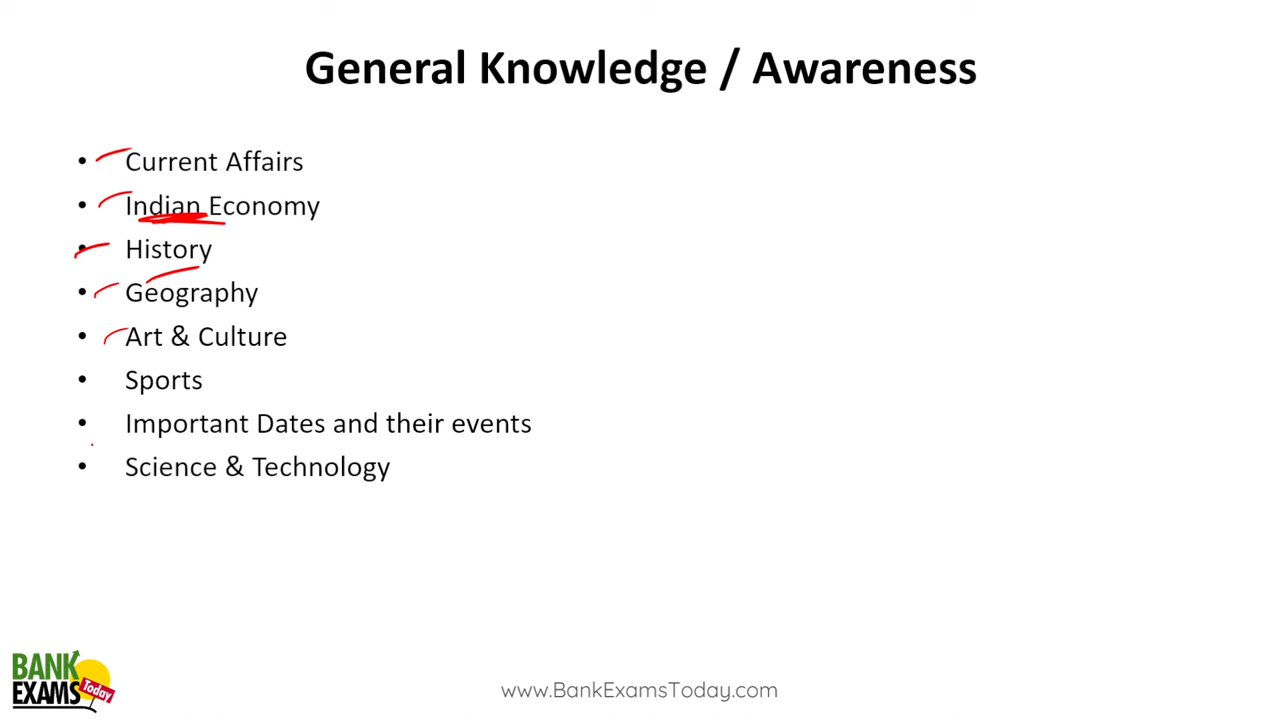 General Knowledge / Awareness
• Current Affairs
• Indian Economy
• History
• Geography
• Art & Culture
• Sports
• Important Dates and their events
• Science & Technology
BANK
EXAMS
Today
www.BankExamsToday.com